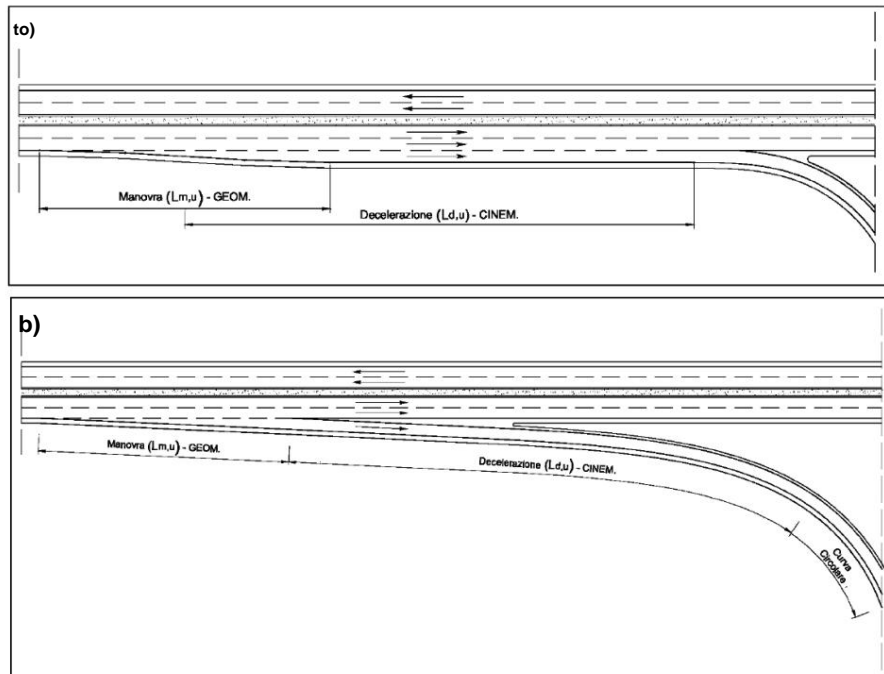 to)
Manovra (Lm,u) - GEOM.
Decelerazione (Ld,u) - CINEM.
b)
Manovra (Lm,u) - GEOM.
Decelerazione (Ld,u) - CINEM.
Curva
Circolare .